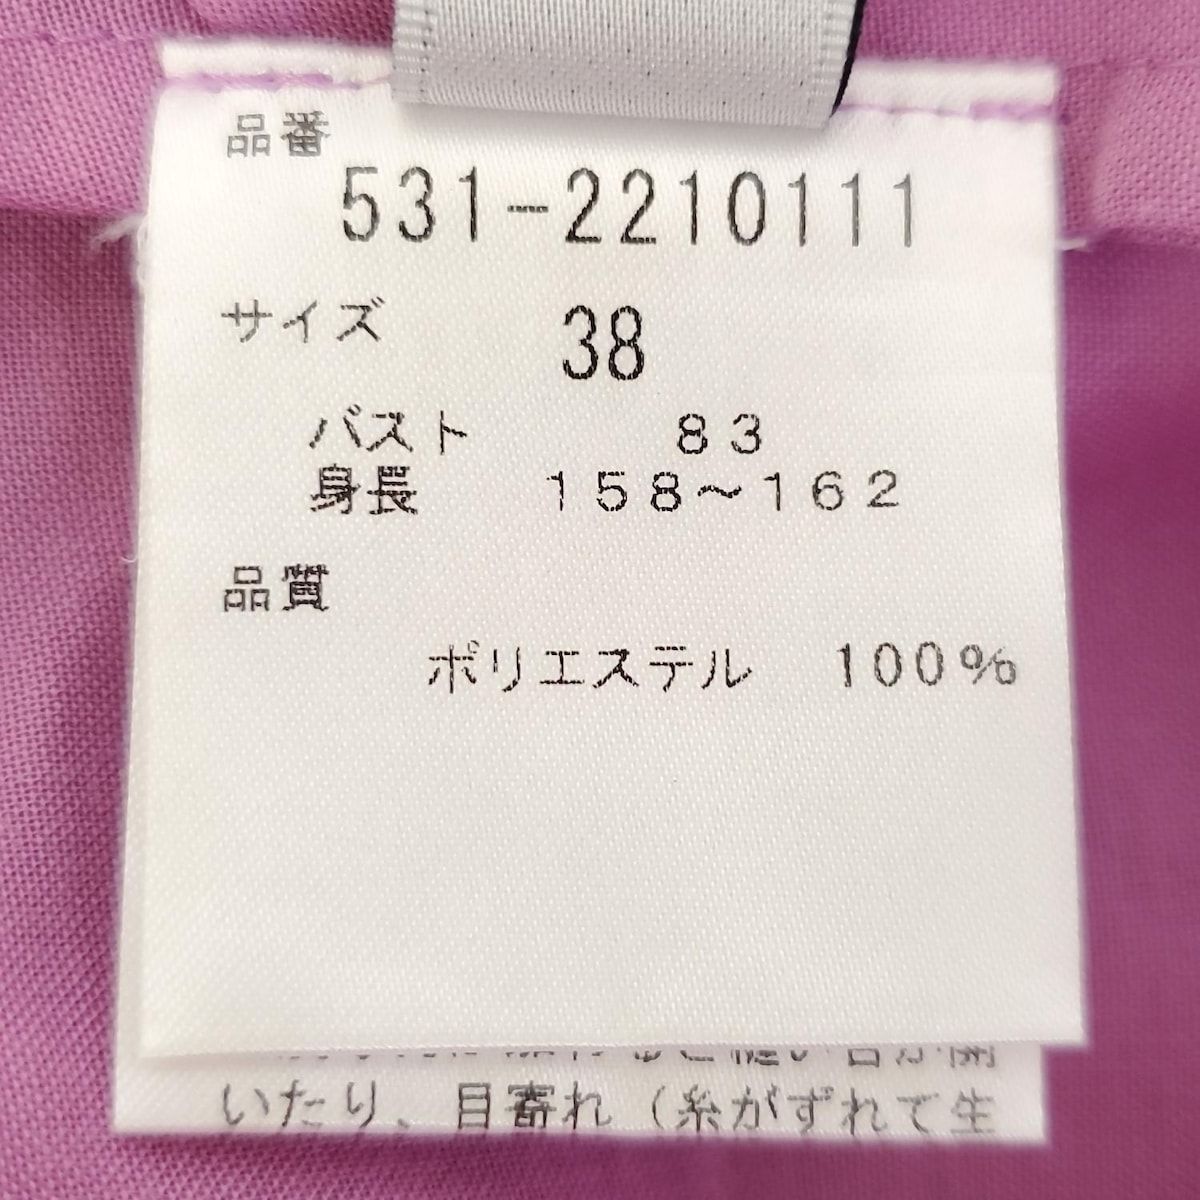 品番
531-2210111
サイズ 38
バスト 83
身長 158～162
品質
ポリエステル 100%
いたり、目寄れ(糸がずれて生